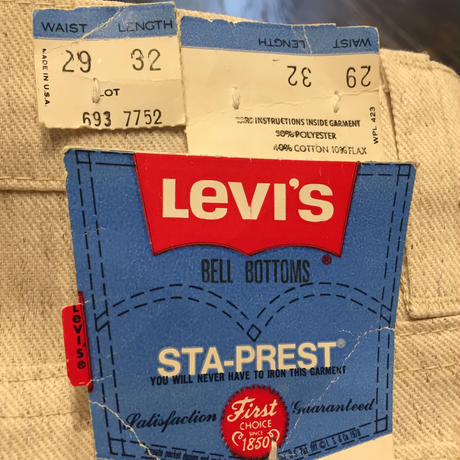 WAIST LENGTH
29 32
MADE IN U.S.A.
LOT
693 7752
WAIST LENGTH
29 32
CARE INSTRUCTIONS INSIDE GARMENT
50% POLYESTER
40% COTTON 10% FLAX
WPL 423
LEVI'S
®
BELL BOTTOMS
LEVI'S®
STA-PREST®
YOU WILL NEVER HAVE TO IRON THIS GARMENT
Satisfaction Guaranteed
First
CHOICE
SINCE
1850